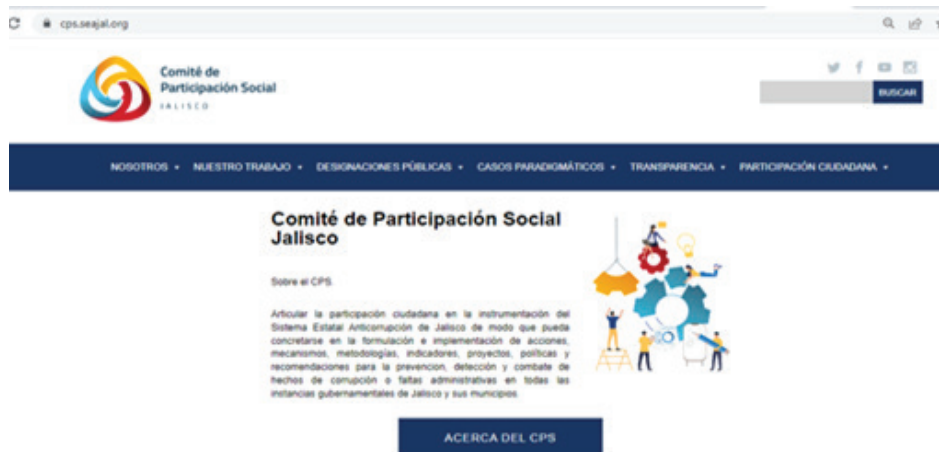 cps.seajal.org
Comité de
Participación Social
JALISCO
BUSCAR
NOSOTROS NUESTRO TRABAJO DESIGNACIONES PÚBLICAS CASOS PARADIGMÁTICOS TRANSPARENCIA PARTICIPACIÓN CIUDADANA
Comité de Participación Social
Jalisco
Sobre el CPS.
Articular la participación ciudadana en la instrumentación del
Sistema Estatal Anticorrupción de Jalisco de modo que pueda
concretarse en la formulación e implementación de acciones,
mecanismos, metodologías, indicadores, proyectos, políticas y
recomendaciones para la prevención, detección y combate de
hechos de corrupción o faltas administrativas en todas las
instancias gubernamentales de Jalisco y sus municipios.
ACERCA DEL CPS